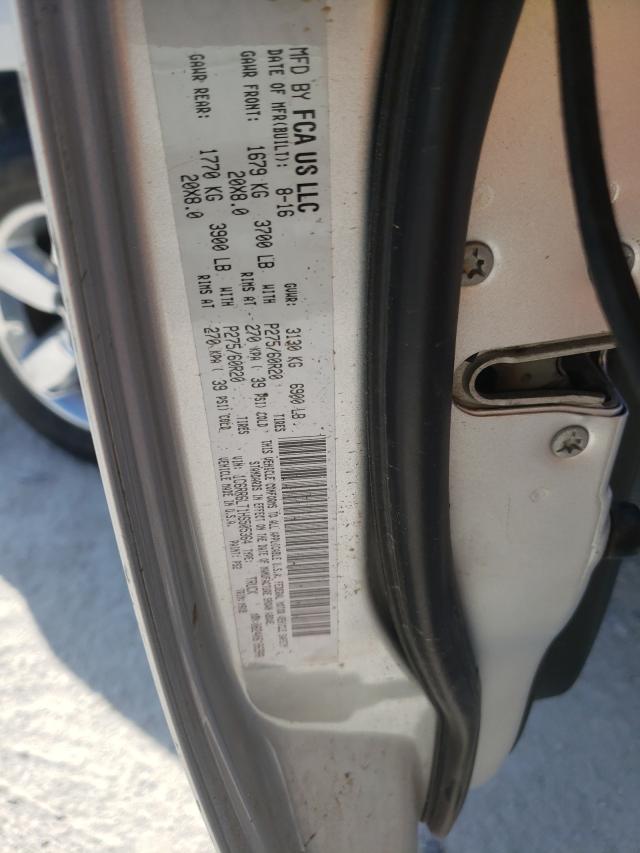 MFD BY FCA US LLC
DATE OF MFR(BUILT): 8-16 GVWR: 3130 KG 6900 LB.
GAWR FRONT: 1679 KG 3700 LB WITH P275/60R20 TIRES
20X8.0 RIMS AT 270 KPA ( 39 PSI) COLD
GAWR REAR: 1770 KG 3900 LB WITH P275/60R20 TIRES
20X8.0 RIMS AT 270 KPA ( 39 PSI) COLD
THIS VEHICLE CONFORMS TO ALL APPLICABLE U.S.A. FEDERAL MOTOR VEHICLE SAFETY
STANDARDS IN EFFECT ON THE DATE OF MANUFACTURE SHOWN ABOVE.
VIN: 1C6RR6LT1HS505364 TYPE: TRUCK
MADE IN U.S.A. PAINT: